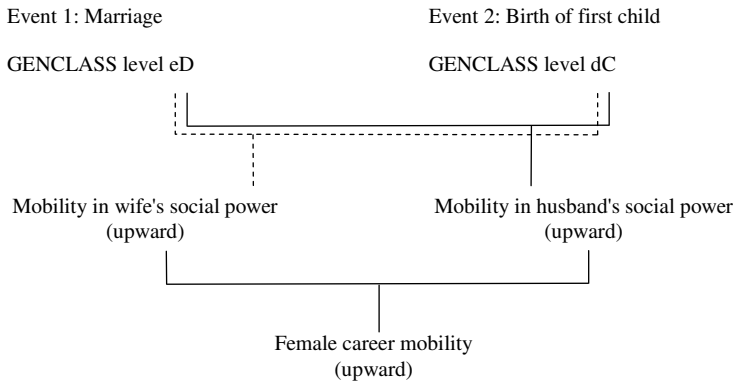 Event 1: Marriage
Event 2: Birth of first child
GENCLASS level eD
GENCLASS level dC
Mobility in wife's social power
(upward)
Mobility in husband's social power
(upward)
Female career mobility
(upward)